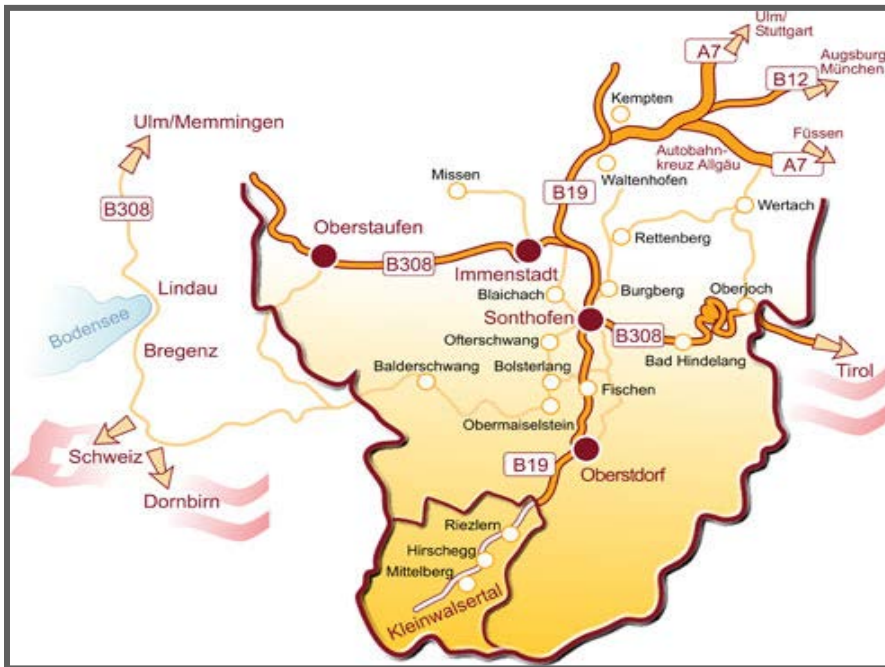 Ulm/
Stuttgart
A7
Augsburg
München
B12
Kempten
Füssen
A7
Autobahn-
kreuz Allgäu
Ulm/Memmingen
B308
Missen
B19
Waltenhofen
Wertach
Oberstaufen
Rettenberg
B308
Immenstadt
Lindau
Bodensee
Blaichach
Burgberg
Oberjoch
Sonthofen
B308
Bregenz
Ofterschwang
Bad Hindelang
Tirol
Balderschwang
Bolsterlang
Fischen
Obermaiselstein
Schweiz
B19
Oberstdorf
Dornbirn
Riezlern
Hirschegg
Mittelberg
Kleinwalsertal